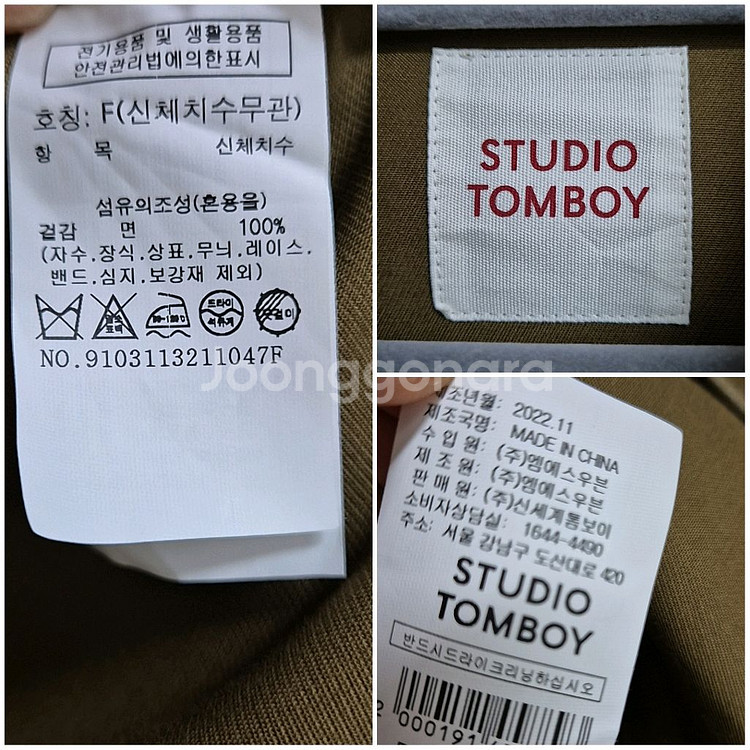 전기용품 및 생활용품
안전관리법에의한표시
호칭: F(신체치수무관)
항 목 신체치수
섬유의조성(혼용율)
겉감 면 100%
(자수.장식.상표.무늬.레이스.
밴드.심지.보강재 제외)
드라이
석유계
NO.9103113211047F
STUDIO
TOMBOY
Joonggonara
제조년월: 2022.11
제조국명: MADE IN CHINA
수 입 원: (주)엠에스우븐
제 조 원: (주)엠에스우븐
판 매 원: (주)신세계톰보이
소비자상담실: 1644-4490
주소: 서울 강남구 도산대로 420
STUDIO
TOMBOY
반드시드라이크리닝하십시오
000191